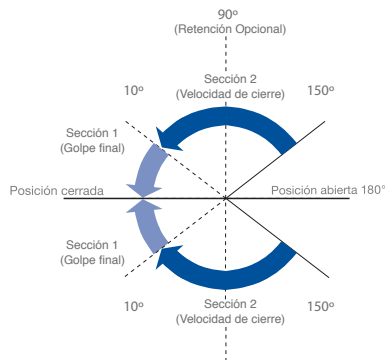 90º
(Retención Opcional)
10º
Sección 2
(Velocidad de cierre)
150º
Sección 1
(Golpe final)
Posición cerrada
Posición abierta 180°
Sección 1
(Golpe final)
10º
Sección 2
(Velocidad de cierre)
150º